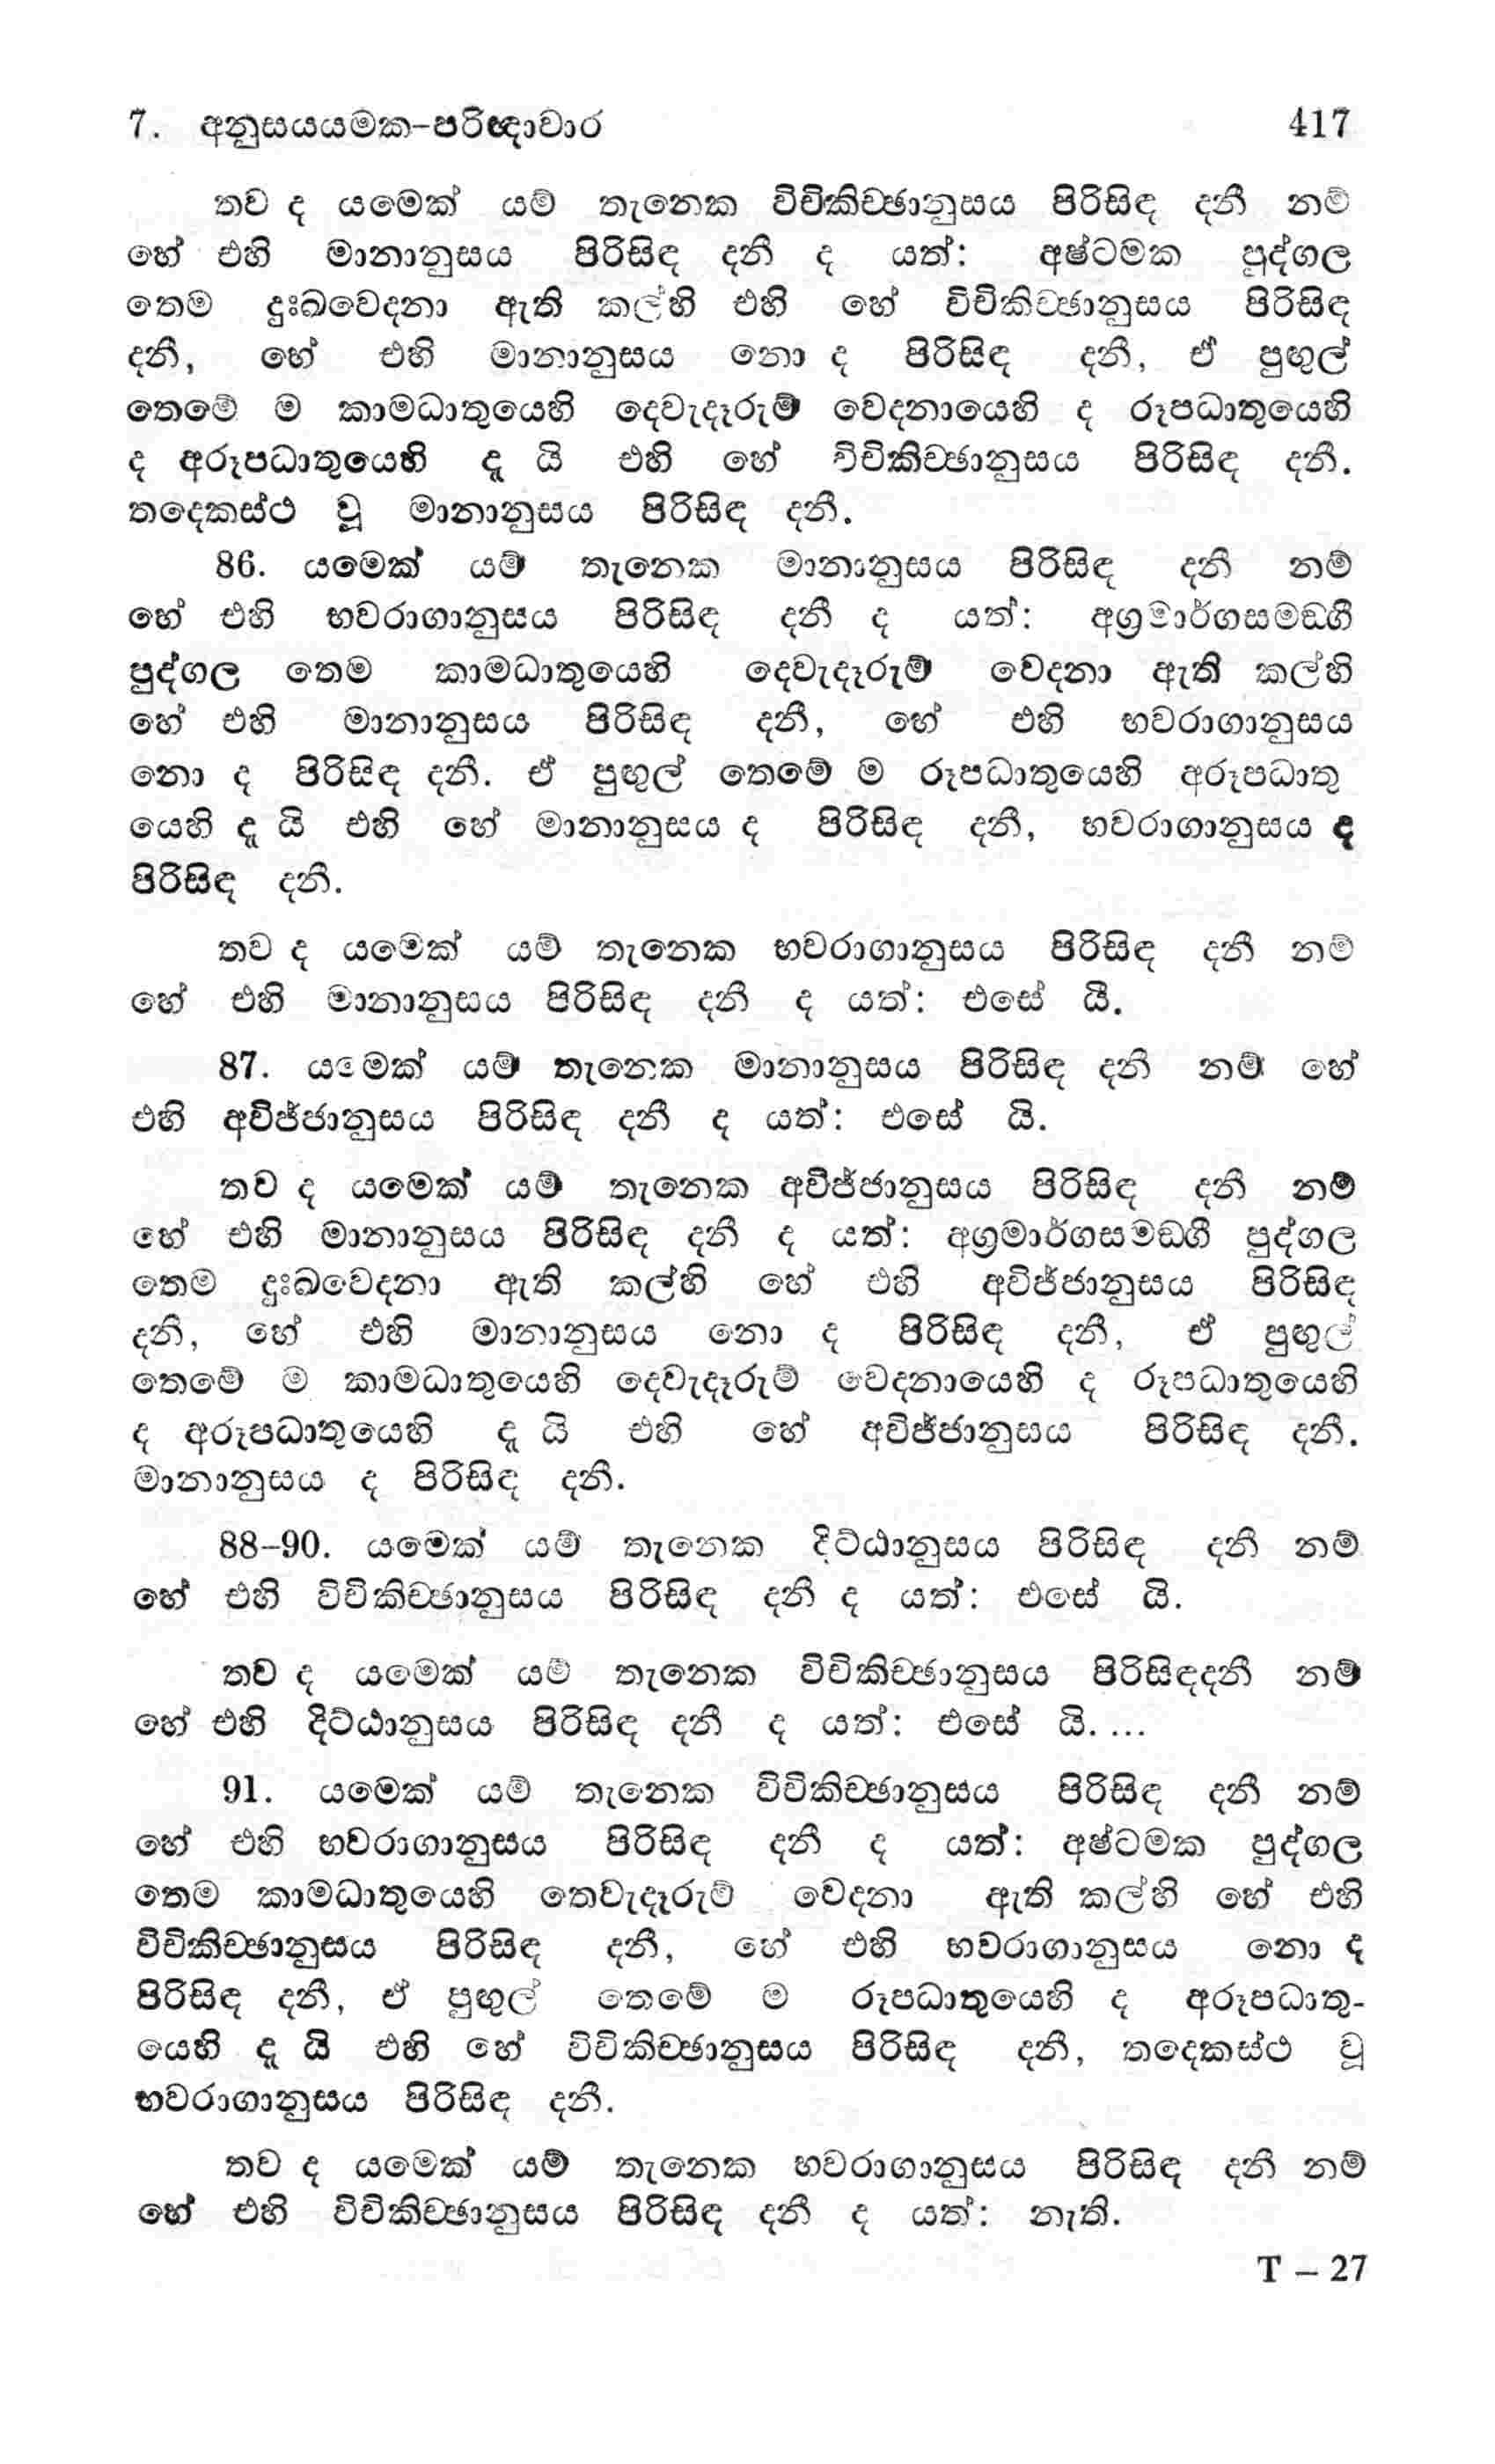 7. අනුසයයමක-පරිඤාවාර 417
තව ද යමෙක් යම් තැනෙක විචිකිච්ඡානුසය පිරිසිඳ දනී නම්
හේ එහි මානානුසය පිරිසිඳ දනී ද යත්: අෂ්ටමක පුද්ගල
තෙම දුඃඛවෙදනා ඇති කල්හි එහි හේ විචිකිච්ඡානුසය පිරිසිඳ
දනී, හේ එහි මානානුසය නො ද පිරිසිඳ දනී, ඒ පුඟුල්
තෙමේ ම කාමධාතුයෙහි දෙවැදෑරුම් වෙදනායෙහි ද රූපධාතුයෙහි
ද අරූපධාතුයෙහි දැ යි එහි හේ විචිකිච්ඡානුසය පිරිසිඳ දනී.
තදෙකස්ථ වූ මානානුසය පිරිසිඳ දනී.
86. යමෙක් යම් තැනෙක මානානුසය පිරිසිඳ දනී නම්
හේ එහි භවරාගානුසය පිරිසිඳ දනී ද යත්: අග්‍රමාර්ගසමඞ්ගී
පුද්ගල තෙම කාමධාතුයෙහි දෙවැදෑරුම් වෙදනා ඇති කල්හි
හේ එහි මානානුසය පිරිසිඳ දනී, හේ එහි භවරාගානුසය
නො ද පිරිසිඳ දනී. ඒ පුඟුල් තෙමේ ම රූපධාතුයෙහි අරූපධාතු
යෙහි දැ යි එහි හේ මානානුසය ද පිරිසිඳ දනී, භවරාගානුසය ද
පිරිසිඳ දනී.
තව ද යමෙක් යම් තැනෙක භවරාගානුසය පිරිසිඳ දනී නම්
හේ එහි මානානුසය පිරිසිඳ දනී ද යත්: එසේ යී.
87. යමෙක් යම් තැනෙක මානානුසය පිරිසිඳ දනී නම් හේ
එහි අවිජ්ජානුසය පිරිසිඳ දනී ද යත්: එසේ යි.
තව ද යමෙක් යම් තැනෙක අවිජ්ජානුසය පිරිසිඳ දනී නම්
හේ එහි මානානුසය පිරිසිඳ දනී ද යත්: අග්‍රමාර්ගසමඞ්ගී පුද්ගල
තෙම දුඃඛවෙදනා ඇති කල්හි හේ එහි අවිජ්ජානුසය පිරිසිඳ
දනී, හේ එහි මානානුසය නො ද පිරිසිඳ දනී, ඒ පුඟුල්
තෙමේ ම කාමධාතුයෙහි දෙවැදෑරුම් වෙදනායෙහි ද රූපධාතුයෙහි
ද අරූපධාතුයෙහි දැ යි එහි හේ අවිජ්ජානුසය පිරිසිඳ දනී.
මානානුසය ද පිරිසිඳ දනී.
88-90. යමෙක් යම් තැනෙක දිට්ඨානුසය පිරිසිඳ දනී නම්
හේ එහි විචිකිච්ඡානුසය පිරිසිඳ දනී ද යත්: එසේ යි.
තව ද යමෙක් යම් තැනෙක විචිකිච්ඡානුසය පිරිසිඳදනී නම්
හේ එහි දිට්ඨානුසය පිරිසිඳ දනී ද යත්: එසේ යි. ...
91. යමෙක් යම් තැනෙක විචිකිච්ඡානුසය පිරිසිඳ දනී නම්
හේ එහි භවරාගානුසය පිරිසිඳ දනී ද යත්: අෂ්ටමක පුද්ගල
තෙම කාමධාතුයෙහි තෙවැදෑරුම් වෙදනා ඇති කල්හි හේ එහි
විචිකිච්ඡානුසය පිරිසිඳ දනී, හේ එහි භවරාගානුසය නො ද
පිරිසිඳ දනී, ඒ පුඟුල් තෙමේ ම රූපධාතුයෙහි ද අරූපධාතු-
යෙහි දැ යි එහි හේ විචිකිච්ඡානුසය පිරිසිඳ දනී, තදෙකස්ථ වූ
භවරාගානුසය පිරිසිඳ දනී.
තව ද යමෙක් යම් තැනෙක භවරාගානුසය පිරිසිඳ දනී නම්
හේ එහි විචිකිච්ඡානුසය පිරිසිඳ දනී ද යත්: නැති.
T – 27